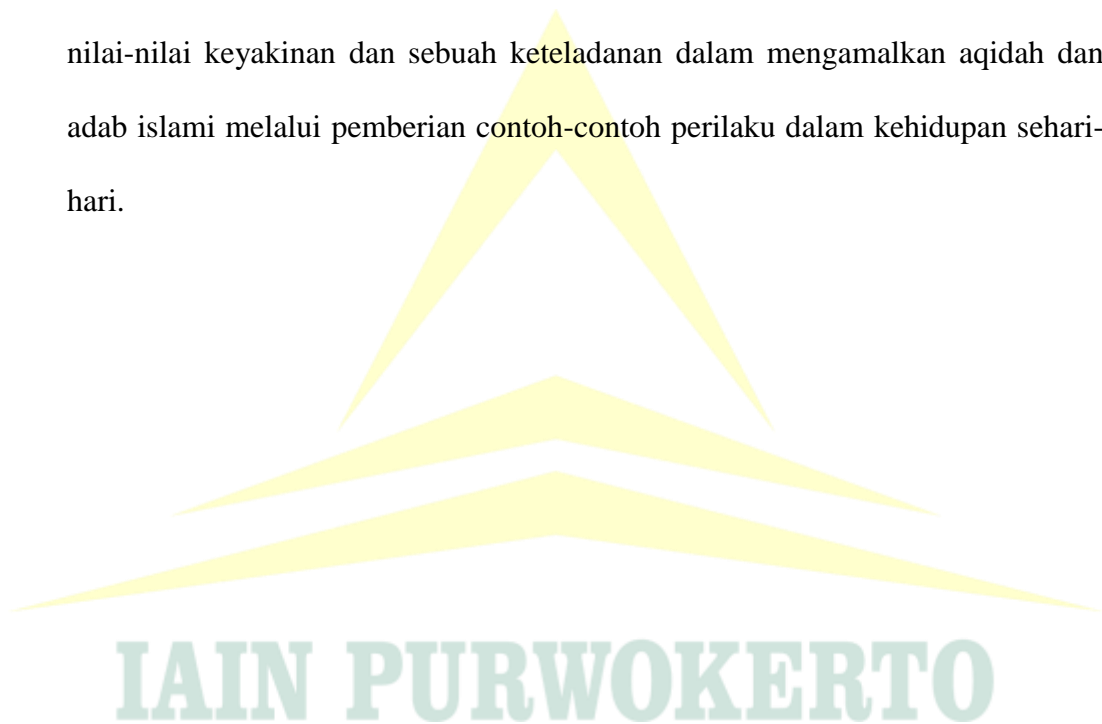 nilai-nilai keyakinan dan sebuah keteladanan dalam mengamalkan aqidah dan
adab islami melalui pemberian contoh-contoh perilaku dalam kehidupan sehari-
hari.
IAIN PURWOKERTO